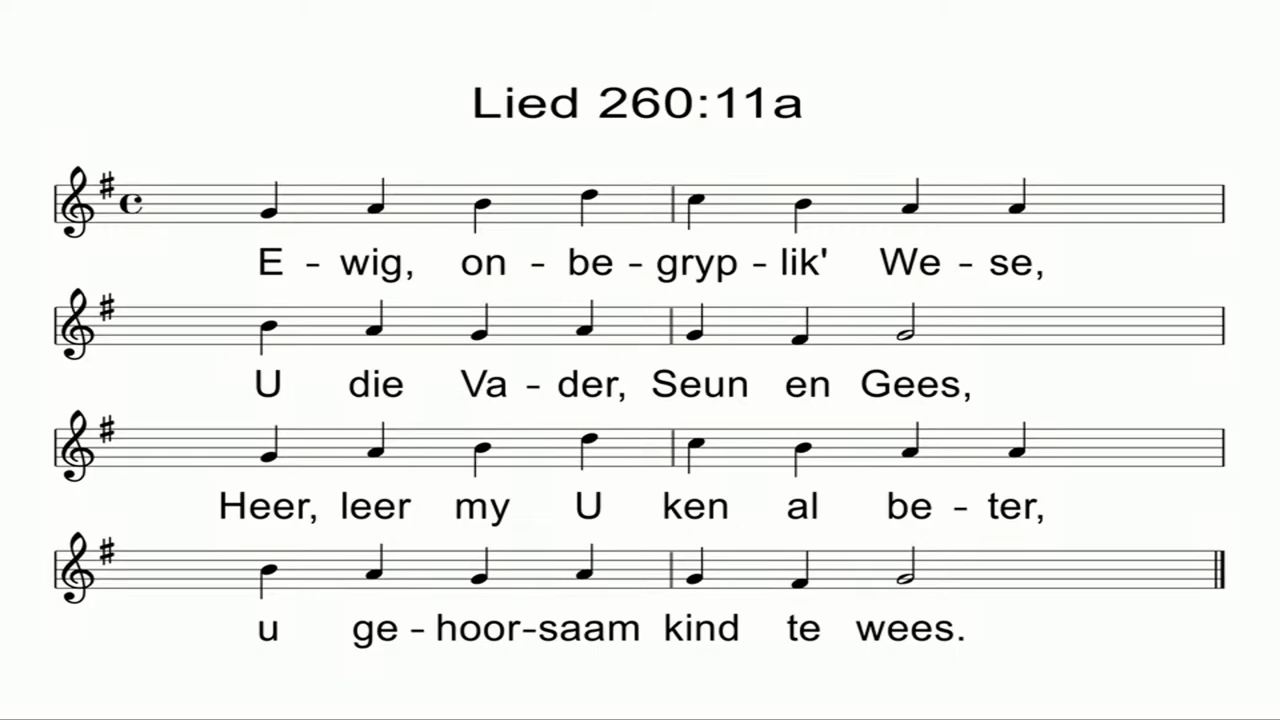 Lied 260:11a
E - wig, on - be - gryp - lik' We - se,
U die Va - der, Seun en Gees,
Heer, leer my U ken al be - ter,
u ge - hoor - saam kind te wees.